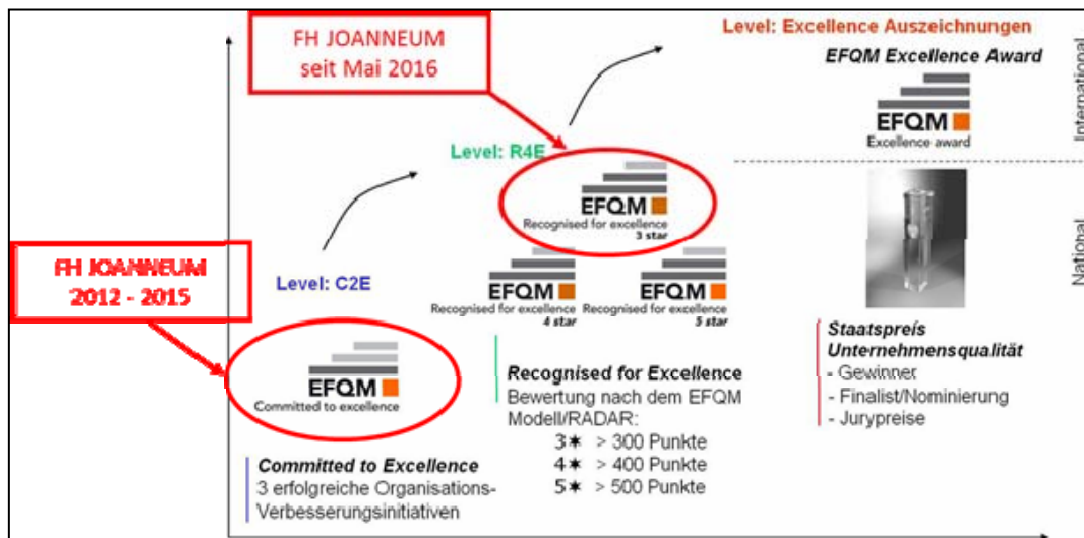 FH JOANNEUM
seit Mai 2016
Level: Excellence Auszeichnungen
EFQM Excellence Award
EFQM
Excellence award
International
Level: R4E
EFQM
Recognised for excellence
3 star
National
FH JOANNEUM
2012 - 2015
Level: C2E
EFQM
Recognised for excellence
4 star
EFQM
Recognised for excellence
5 star
EFQM
Committed to excellence
Staatspreis
Unternehmensqualität
- Gewinner
- Finalist/Nominierung
- Jurypreise
Recognised for Excellence
Bewertung nach dem EFQM
Modell/RADAR:
3✶ > 300 Punkte
4✶ > 400 Punkte
5✶ > 500 Punkte
Committed to Excellence
3 erfolgreiche Organisations-
Verbesserungsinitiativen